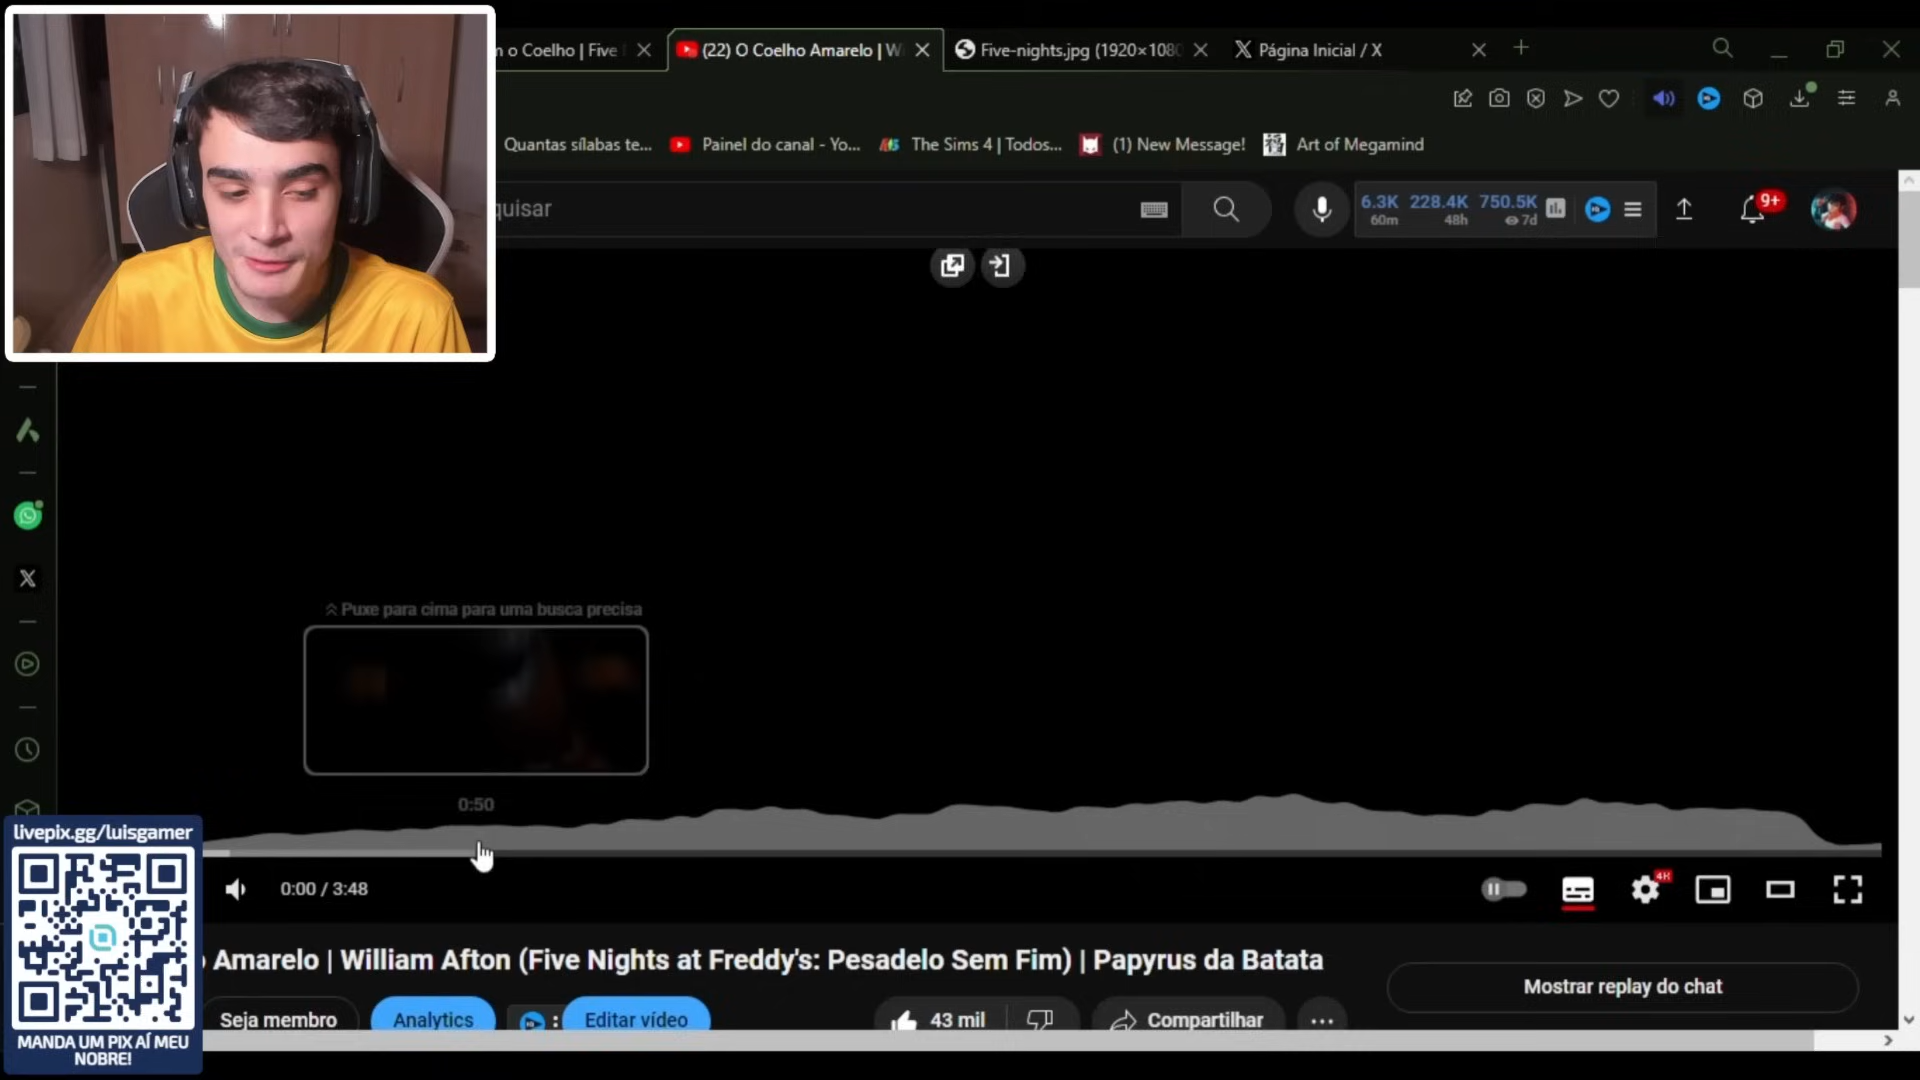 n o Coelho | Five
(22) O Coelho Amarelo | W
Five-nights.jpg (1920×1080
Página Inicial / X
Quantas sílabas te...
Painel do canal - Yo...
The Sims 4 | Todos...
(1) New Message!
Art of Megamind
quisar
6.3K 228.4K 750.5K
60m 48h 7d
9+
Puxe para cima para uma busca precisa
0:50
livepix.gg/luisgamer
MANDA UM PIX AÍ MEU
NOBRE!
0:00 / 3:48
4K
Amarelo | William Afton (Five Nights at Freddy's: Pesadelo Sem Fim) | Papyrus da Batata
Mostrar replay do chat
Seja membro
Analytics
Editar vídeo
43 mil
Compartilhar